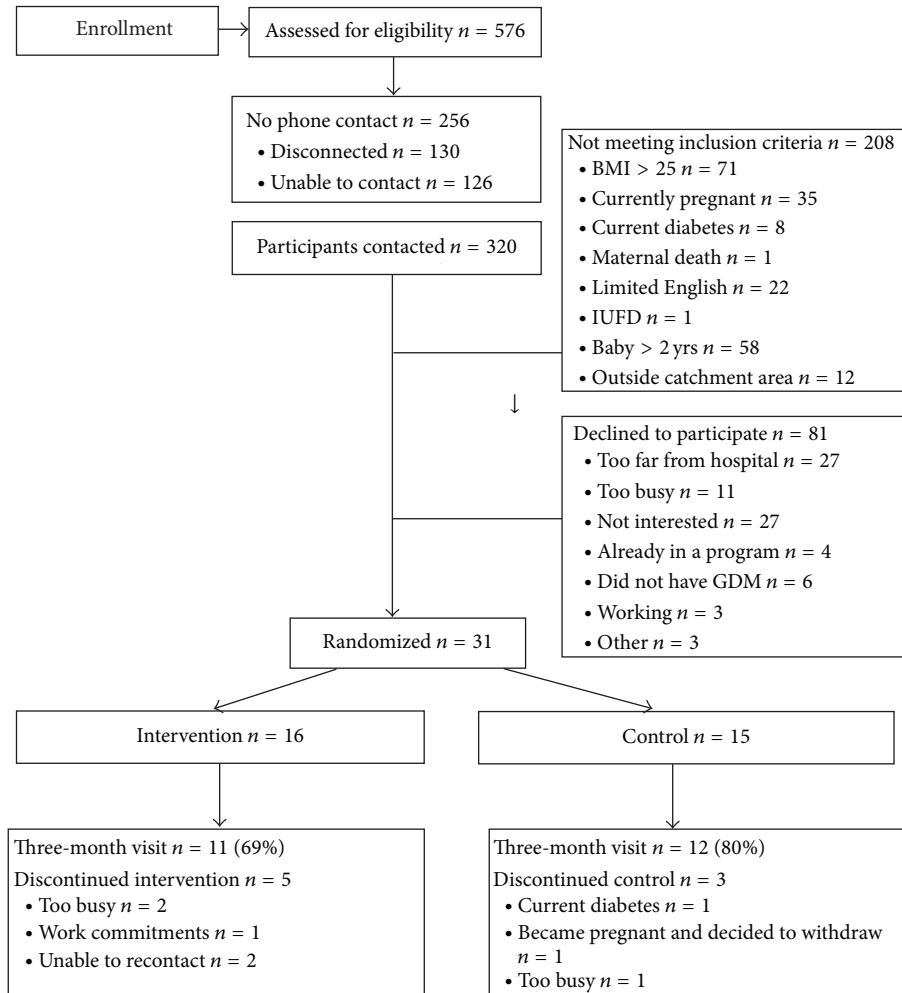 Enrollment
Assessed for eligibility n = 576
No phone contact n = 256
• Disconnected n = 130
• Unable to contact n = 126
Participants contacted n = 320
Not meeting inclusion criteria n = 208
• BMI > 25 n = 71
• Currently pregnant n = 35
• Current diabetes n = 8
• Maternal death n = 1
• Limited English n = 22
• IUFD n = 1
• Baby > 2 yrs n = 58
• Outside catchment area n = 12
Declined to participate n = 81
• Too far from hospital n = 27
• Too busy n = 11
• Not interested n = 27
• Already in a program n = 4
• Did not have GDM n = 6
• Working n = 3
• Other n = 3
Randomized n = 31
Intervention n = 16
Control n = 15
Three-month visit n = 11 (69%)
Discontinued intervention n = 5
• Too busy n = 2
• Work commitments n = 1
• Unable to recontact n = 2
Three-month visit n = 12 (80%)
Discontinued control n = 3
• Current diabetes n = 1
• Became pregnant and decided to withdraw
n = 1
• Too busy n = 1